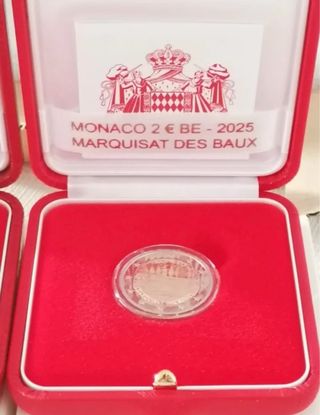 MONACO 2 € BE - 2025
MARQUISAT DES BAUX